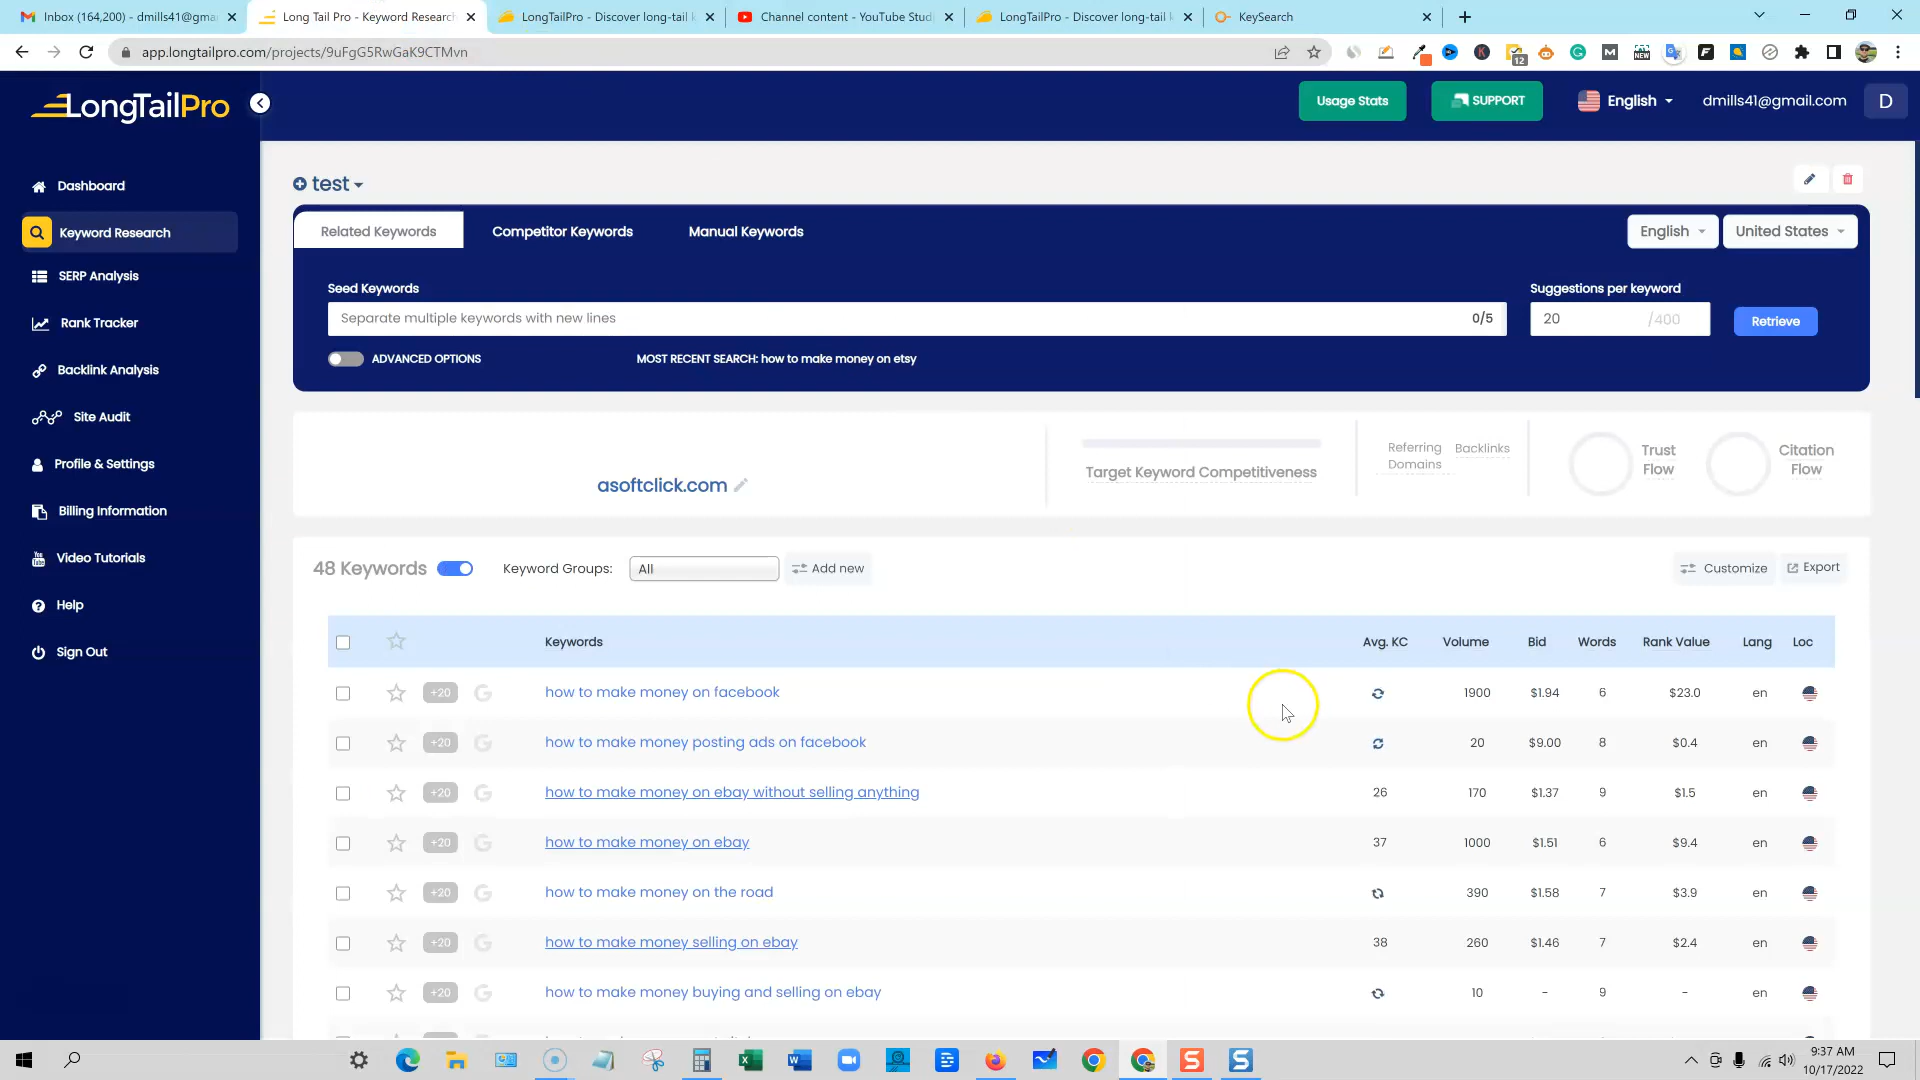 Inbox (164,200) - dmills41@gma
Long Tail Pro - Keyword Research
LongTailPro - Discover long-tail k
Channel content - YouTube Stud
LongTailPro - Discover long-tail k
KeySearch
app.longtailpro.com/projects/9uFgG5RwGaK9CTMvn
12
NEW
LongTailPro
Usage Stats
SUPPORT
English
dmills41@gmail.com
D
Dashboard
Keyword Research
SERP Analysis
Rank Tracker
Backlink Analysis
Site Audit
Profile & Settings
Billing Information
Video Tutorials
Help
Sign Out
test
Related Keywords
Competitor Keywords
Manual Keywords
English
United States
Seed Keywords
Suggestions per keyword
Separate multiple keywords with new lines
0/5
20 /400
Retrieve
ADVANCED OPTIONS
MOST RECENT SEARCH: how to make money on etsy
asoftclick.com
Target Keyword Competitiveness
Referring Domains
Backlinks
Trust Flow
Citation Flow
48 Keywords
Keyword Groups:
All
Add new
Customize
Export
Keywords Avg. KC Volume Bid Words Rank Value Lang Loc
+20 how to make money on facebook 1900 $1.94 6 $23.0 en
+20 how to make money posting ads on facebook 20 $9.00 8 $0.4 en
+20 how to make money on ebay without selling anything 26 170 $1.37 9 $1.5 en
+20 how to make money on ebay 37 1000 $1.51 6 $9.4 en
+20 how to make money on the road 390 $1.58 7 $3.9 en
+20 how to make money selling on ebay 38 260 $1.46 7 $2.4 en
+20 how to make money buying and selling on ebay 10 - 9 - en
9:37 AM
10/17/2022